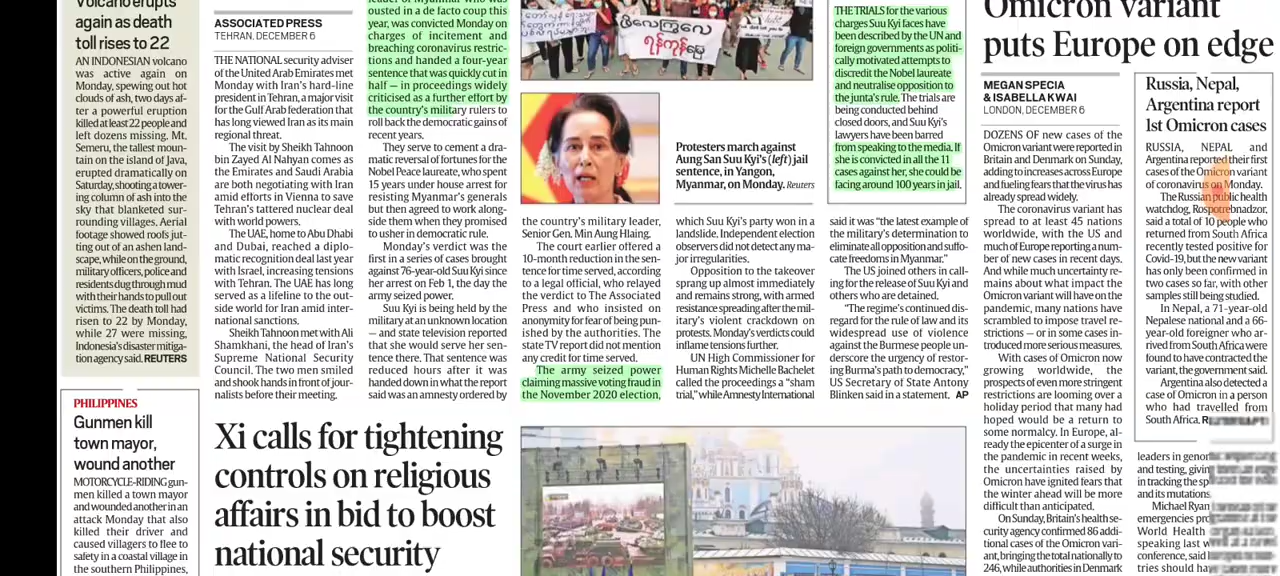 Volcano erupts
again as death
toll rises to 22
AN INDONESIAN volcano
was active again on
Monday, spewing out hot
clouds of ash, two days af-
ter a powerful eruption
killed at least 22 people and
left dozens missing. Mt.
Semeru, the tallest moun-
tain on the island of Java,
erupted dramatically on
Saturday, shooting a tower-
ing column of ash into the
sky that blanketed sur-
rounding villages. Aerial
footage showed roofs jut-
ting out of an ashen land-
scape, while on the ground,
military officers, police and
residents dug through mud
with their hands to pull out
victims. The death toll had
risen to 22 by Monday,
while 27 were missing,
Indonesia's disaster mitiga-
tion agency said. REUTERS
PHILIPPINES
Gunmen kill
town mayor,
wound another
MOTORCYCLE-RIDING gun-
men killed a town mayor
and wounded another in an
attack Monday that also
killed their driver and
caused villagers to flee to
safety in a coastal village in
the southern Philippines,
ASSOCIATED PRESS
TEHRAN, DECEMBER 6
THE NATIONAL security adviser
of the United Arab Emirates met
Monday with Iran's hard-line
president in Tehran, a major visit
for the Gulf Arab federation that
has long viewed Iran as its main
regional threat.
The visit by Sheikh Tahnoon
bin Zayed Al Nahyan comes as
the Emirates and Saudi Arabia
are both negotiating with Iran
amid efforts in Vienna to save
Tehran's tattered nuclear deal
with world powers.
The UAE, home to Abu Dhabi
and Dubai, reached a diplo-
matic recognition deal last year
with Israel, increasing tensions
with Tehran. The UAE has long
served as a lifeline to the out-
side world for Iran amid inter-
national sanctions.
Sheikh Tahnoon met with Ali
Shamkhani, the head of Iran's
Supreme National Security
Council. The two men smiled
and shook hands in front of jour-
nalists before their meeting.
ousted in a de facto coup this
year, was convicted Monday on
charges of incitement and
breaching coronavirus restric-
tions and handed a four-year
sentence that was quickly cut in
half — in proceedings widely
criticised as a further effort by
the country's military rulers to
roll back the democratic gains of
recent years.
They serve to cement a dra-
matic reversal of fortunes for the
Nobel Peace laureate, who spent
15 years under house arrest for
resisting Myanmar's generals
but then agreed to work along-
side them when they promised
to usher in democratic rule.
Monday's verdict was the
first in a series of cases brought
against 76-year-old Suu Kyi since
her arrest on Feb 1, the day the
army seized power.
Suu Kyi is being held by the
military at an unknown location
— and state television reported
that she would serve her sen-
tence there. That sentence was
reduced hours after it was
handed down in what the report
said was an amnesty ordered by
the country's military leader,
Senior Gen. Min Aung Hlaing.
The court earlier offered a
10-month reduction in the sen-
tence for time served, according
to a legal official, who relayed
the verdict to The Associated
Press and who insisted on
anonymity for fear of being pun-
ished by the authorities. The
state TV report did not mention
any credit for time served.
The army seized power
claiming massive voting fraud in
the November 2020 election,
Protesters march against
Aung San Suu Kyi's (left) jail
sentence, in Yangon,
Myanmar, on Monday. Reuters
which Suu Kyi's party won in a
landslide. Independent election
observers did not detect any ma-
jor irregularities.
Opposition to the takeover
sprang up almost immediately
and remains strong, with armed
resistance spreading after the mil-
itary's violent crackdown on
protests. Monday's verdicts could
inflame tensions further.
UN High Commissioner for
Human Rights Michelle Bachelet
called the proceedings a "sham
trial," while Amnesty International
THE TRIALS for the various
charges Suu Kyi faces have
been described by the UN and
foreign governments as politi-
cally motivated attempts to
discredit the Nobel laureate
and neutralise opposition to
the junta's rule. The trials are
being conducted behind
closed doors, and Suu Kyi's
lawyers have been barred
from speaking to the media. If
she is convicted in all the 11
cases against her, she could be
facing around 100 years in jail.
said it was "the latest example of
the military's determination to
eliminate all opposition and suffo-
cate freedoms in Myanmar."
The US joined others in call-
ing for the release of Suu Kyi and
others who are detained.
"The regime's continued dis-
regard for the rule of law and its
widespread use of violence
against the Burmese people un-
derscore the urgency of restor-
ing Burma's path to democracy,"
US Secretary of State Antony
Blinken said in a statement. AP
Xi calls for tightening
controls on religious
affairs in bid to boost
national security
Omicron variant
puts Europe on edge
MEGAN SPECIA
& ISABELLA KWAI
LONDON, DECEMBER 6
DOZENS OF new cases of the
Omicron variant were reported in
Britain and Denmark on Sunday,
adding to increases across Europe
and fueling fears that the virus has
already spread widely.
The coronavirus variant has
spread to at least 45 nations
worldwide, with the US and
much of Europe reporting a num-
ber of new cases in recent days.
And while much uncertainty re-
mains about what impact the
Omicron variant will have on the
pandemic, many nations have
scrambled to impose travel re-
strictions — or in some cases in-
troduced more serious measures.
With cases of Omicron now
growing worldwide, the
prospects of even more stringent
restrictions are looming over a
holiday period that many had
hoped would be a return to
some normalcy. In Europe, al-
ready the epicenter of a surge in
the pandemic in recent weeks,
the uncertainties raised by
Omicron have ignited fears that
the winter ahead will be more
difficult than anticipated.
On Sunday, Britain's health se-
curity agency confirmed 86 addi-
tional cases of the Omicron vari-
ant, bringing the total nationally to
246, while authorities in Denmark
Russia, Nepal,
Argentina report
1st Omicron cases
RUSSIA, NEPAL and
Argentina reported their first
cases of the Omicron variant
of coronavirus on Monday.
The Russian public health
watchdog, Rospotrebnadzor,
said a total of 10 people who
returned from South Africa
recently tested positive for
Covid-19, but the new variant
has only been confirmed in
two cases so far, with other
samples still being studied.
In Nepal, a 71-year-old
Nepalese national and a 66-
year-old foreigner who ar-
rived from South Africa were
found to have contracted the
variant, the government said.
Argentina also detected a
case of Omicron in a person
who had travelled from
South Africa.
leaders in
and testing,
in tracking the
and its mutations.
Michael Ryan
emergencies
World Health
speaking last
conference, said
tries should